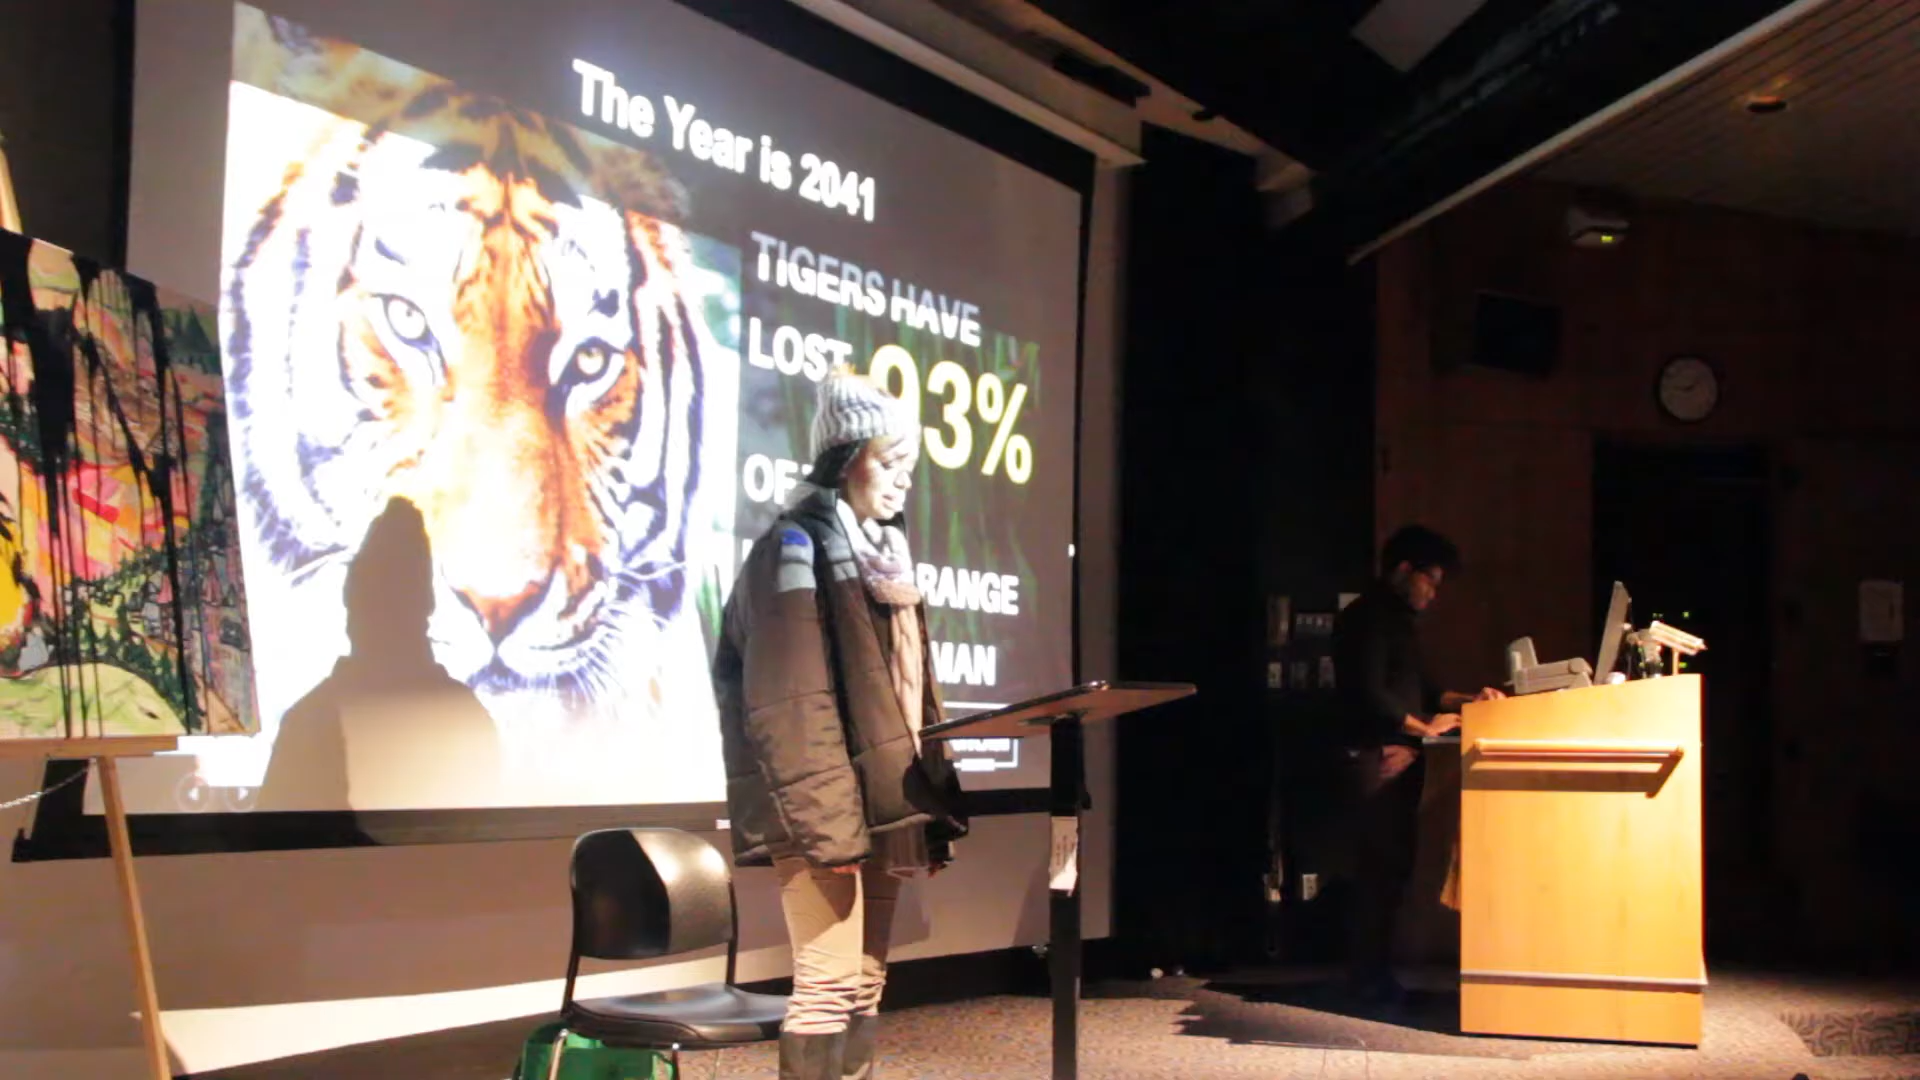 The Year is 2041
TIGERS HAVE
LOST 93%
OF
RANGE
MAN